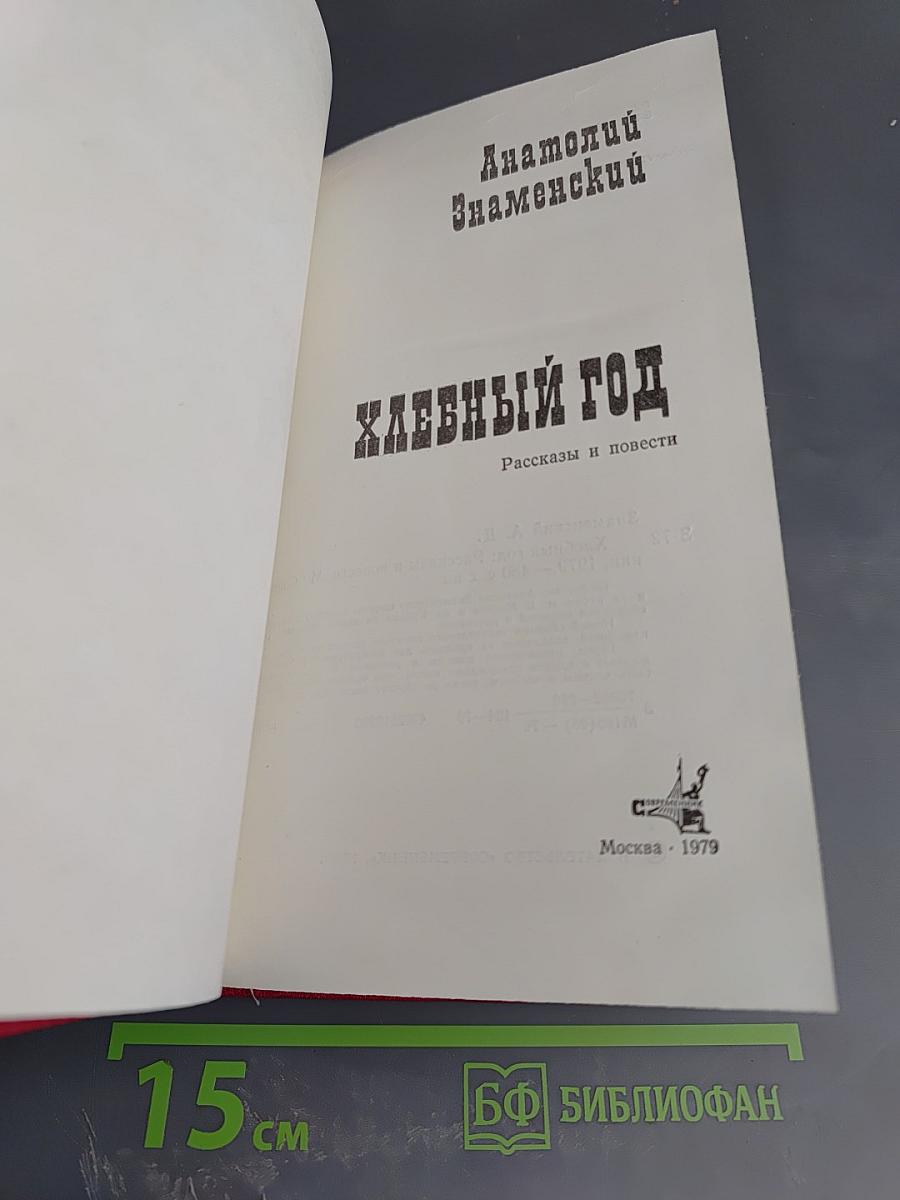 Анатолий
Знаменский
ХЛЕБНЫЙ ГОД
Рассказы и повести
СОВРЕМЕННИК
Москва · 1979
15 см
БФ БИБЛИОФАН